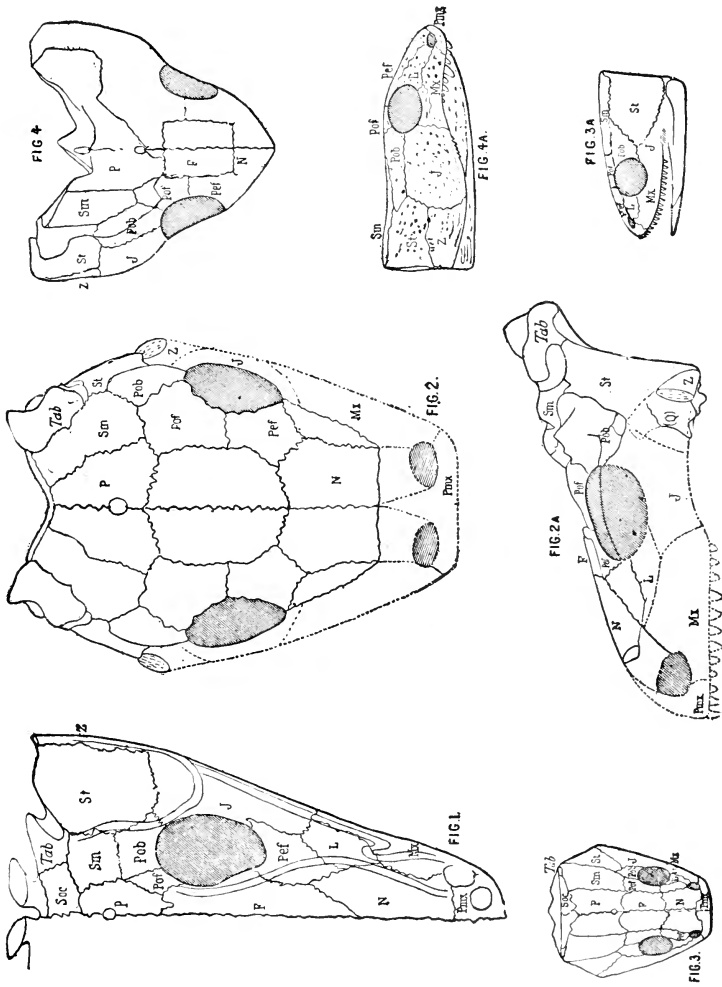 FIG 4
Z
St
J
Sm
Pob
P
Pof
Pef
F
N
Sm
Pof
Pef
St
Pob
L
Z
J
Mx
Pmx
FIG. 4A.
FIG. 3A
Sm
St
L
J
Mx
Tab
St
Z
Sm
Pob
P
Pof
Pef
N
Mx
Pmx
FIG. 2.
Tab
Sm
St
Pob
Pof
F
Pef
(Q)
Z
FIG. 2A
J
L
N
Mx
Pmx
Z
St
Tab
Soc
Sm
Pob
P
Pof
J
F
Pef
L
N
Mx
Pmx
FIG. 1.
Tab
Soc
St
Sm
P
J
F
L
N
Mx
Pmx
FIG. 3.